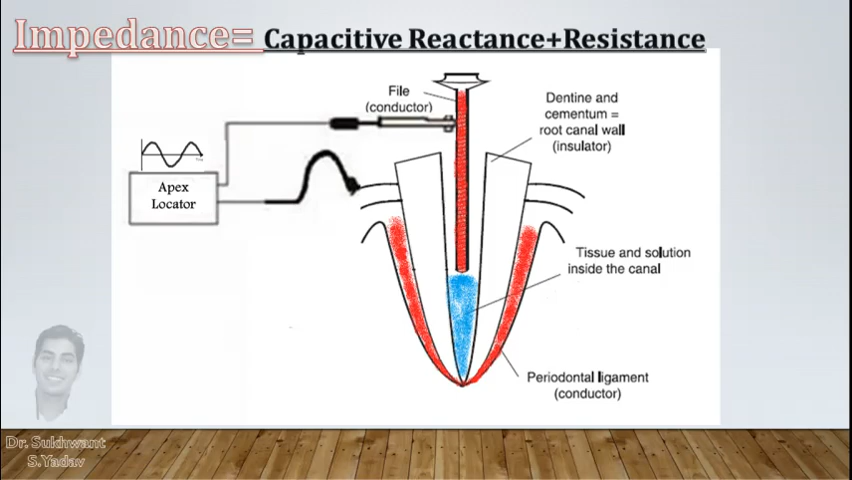 Impedance= Capacitive Reactance+Resistance
File
(conductor)
Dentine and
cementum =
root canal wall
(insulator)
Apex
Locator
Tissue and solution
inside the canal
Periodontal ligament
(conductor)
Dr. Sukhwant
S.Yadav